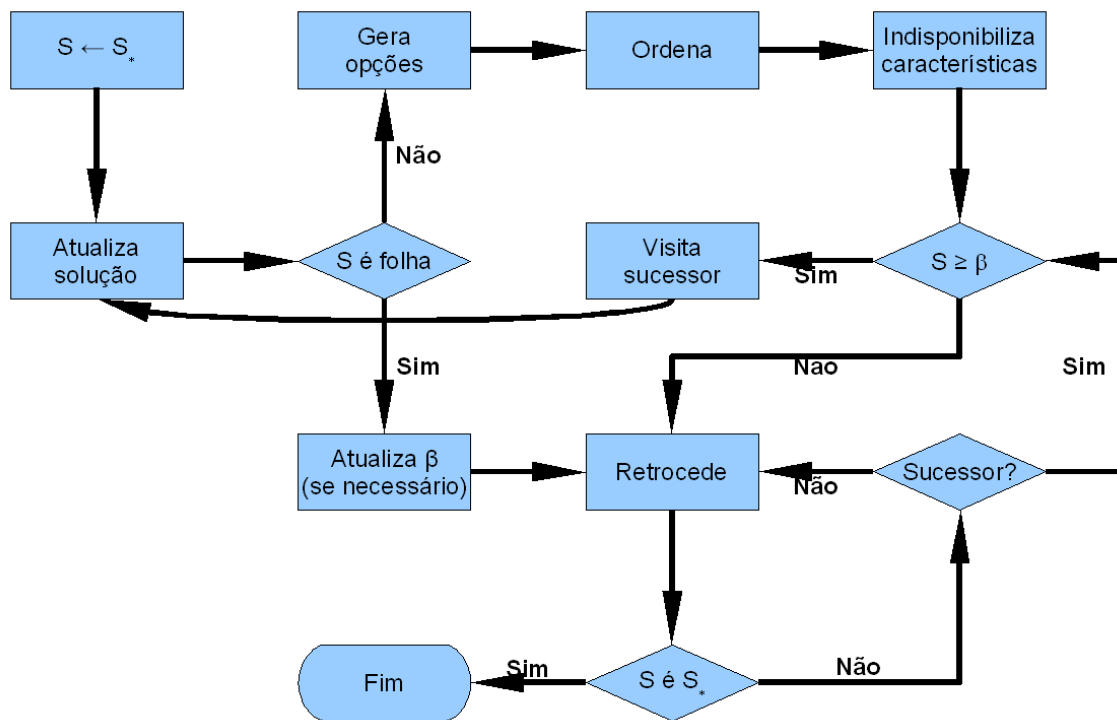 S ← S*
Gera
opções
Ordena
Indisponibiliza
características
Não
Atualiza
solução
S é folha
Visita
sucessor
Sim
S ≥ β
Sim
Nao
Sim
Atualiza β
(se necessário)
Retrocede
Não
Sucessor?
Fim
Sim
S é S*
Não